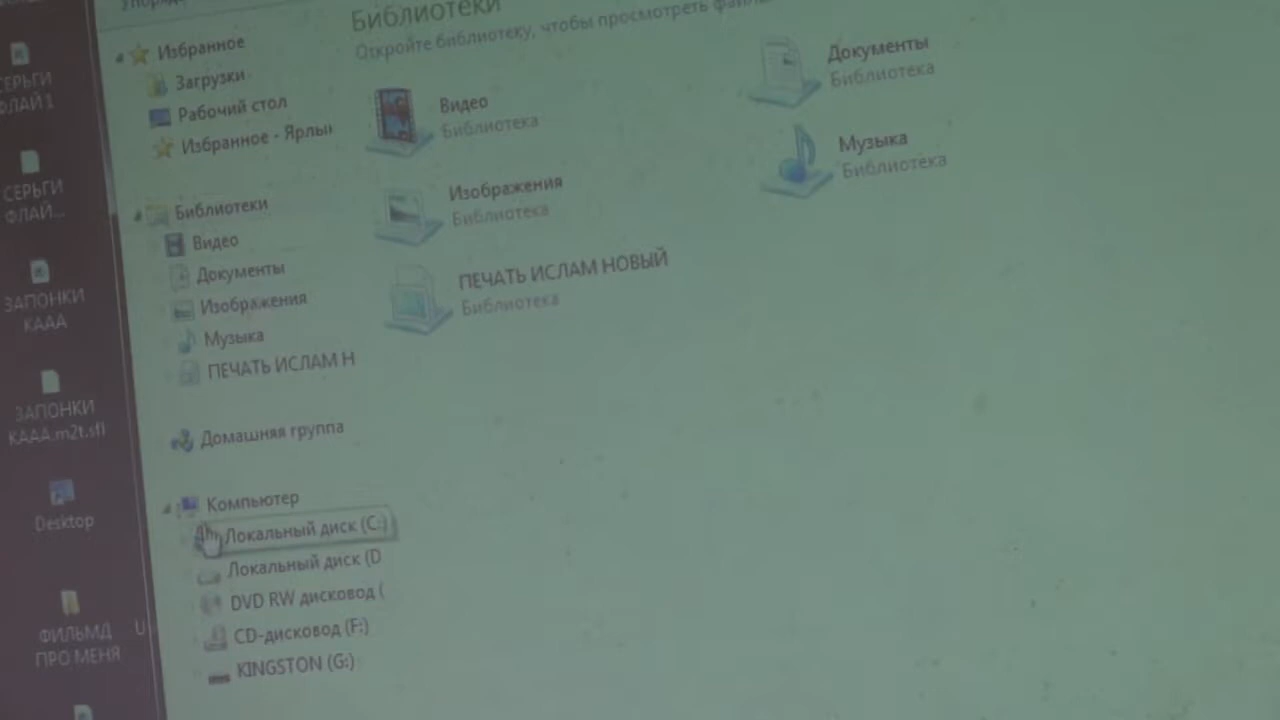 СЕРЬГИ
ФЛАЙ 1
СЕРЬГИ
ФЛАЙ...
ЗАПОНКИ
КААА
ЗАПОНКИ
КААА.m2t.sfl
Desktop
ФИЛЬМД
ПРО МЕНЯ
Избранное
Загрузки
Рабочий стол
Избранное - Ярлык
Библиотеки
Видео
Документы
Изображения
Музыка
ПЕЧАТЬ ИСЛАМ Н
Домашняя группа
Компьютер
Локальный диск (C:)
Локальный диск (D
DVD RW дисковод (
CD-дисковод (F:)
KINGSTON (G:)
Библиотеки
Откройте библиотеку, чтобы просмотреть
Видео
Библиотека
Изображения
Библиотека
ПЕЧАТЬ ИСЛАМ НОВЫЙ
Библиотека
Документы
Библиотека
Музыка
Библиотека